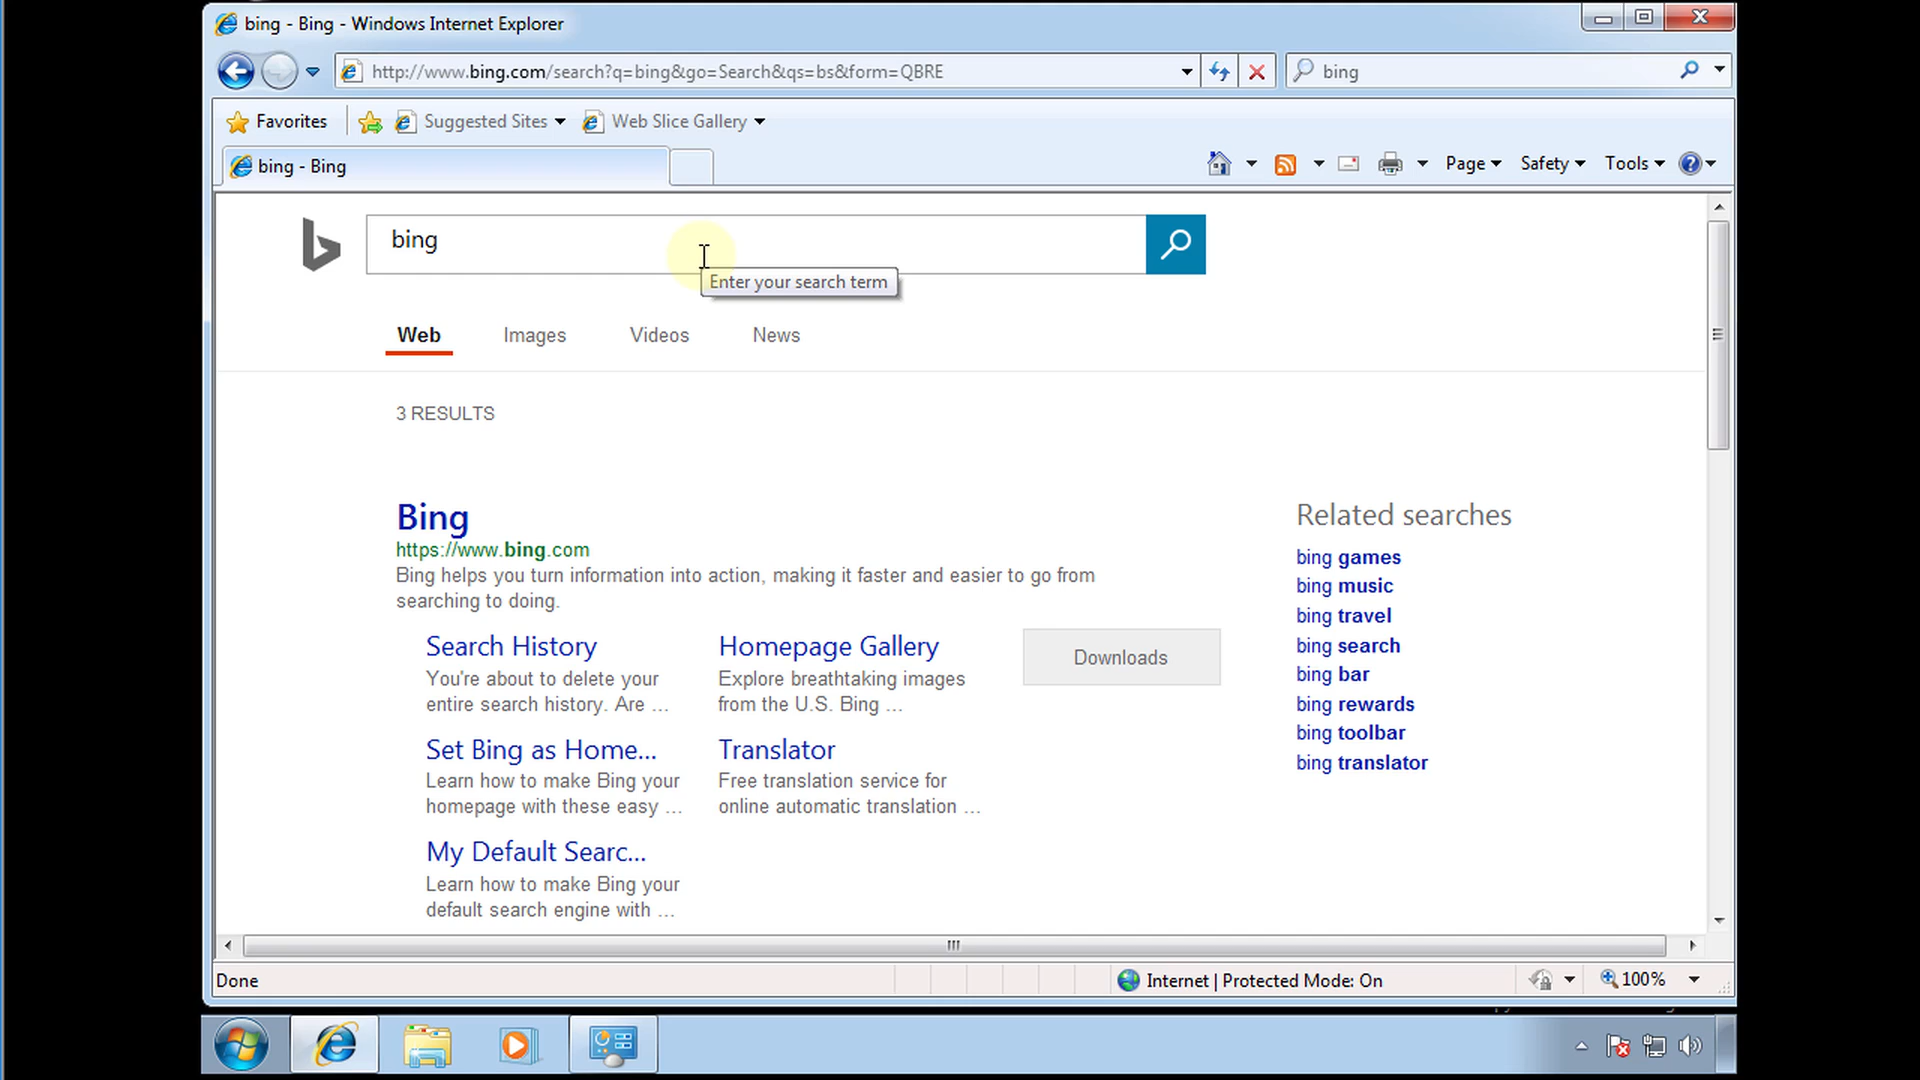 bing - Bing - Windows Internet Explorer
http://www.bing.com/search?q=bing&go=Search&qs=bs&form=QBRE
bing
Favorites
Suggested Sites
Web Slice Gallery
bing - Bing
Page
Safety
Tools
bing
Enter your search term
Web
Images
Videos
News
3 RESULTS
Bing
https://www.bing.com
Bing helps you turn information into action, making it faster and easier to go from
searching to doing.
Search History
You're about to delete your
entire search history. Are ...
Homepage Gallery
Explore breathtaking images
from the U.S. Bing ...
Downloads
Set Bing as Home...
Learn how to make Bing your
homepage with these easy ...
Translator
Free translation service for
online automatic translation ...
My Default Searc...
Learn how to make Bing your
default search engine with ...
Related searches
bing games
bing music
bing travel
bing search
bing bar
bing rewards
bing toolbar
bing translator
Done
Internet | Protected Mode: On
100%